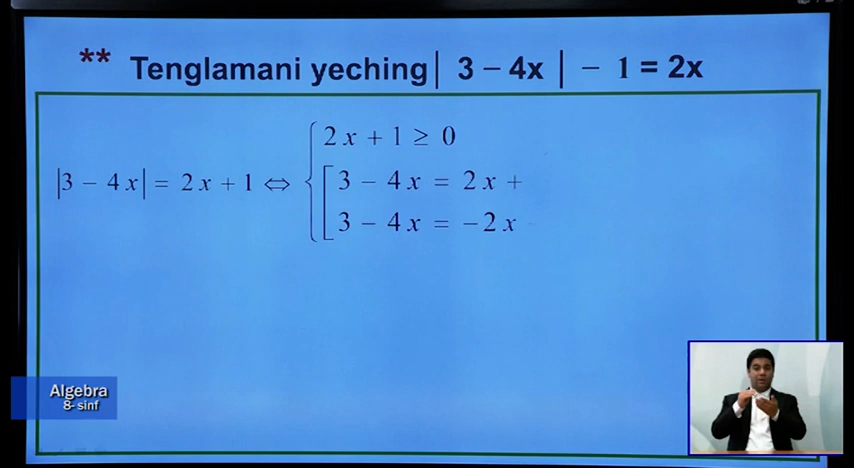 ** Tenglamani yeching| 3 – 4x | – 1 = 2x
|3 − 4x| = 2x + 1 ⇔ { 2x + 1 ≥ 0
[ 3 − 4x = 2x +
3 − 4x = −2x
Algebra
8- sinf